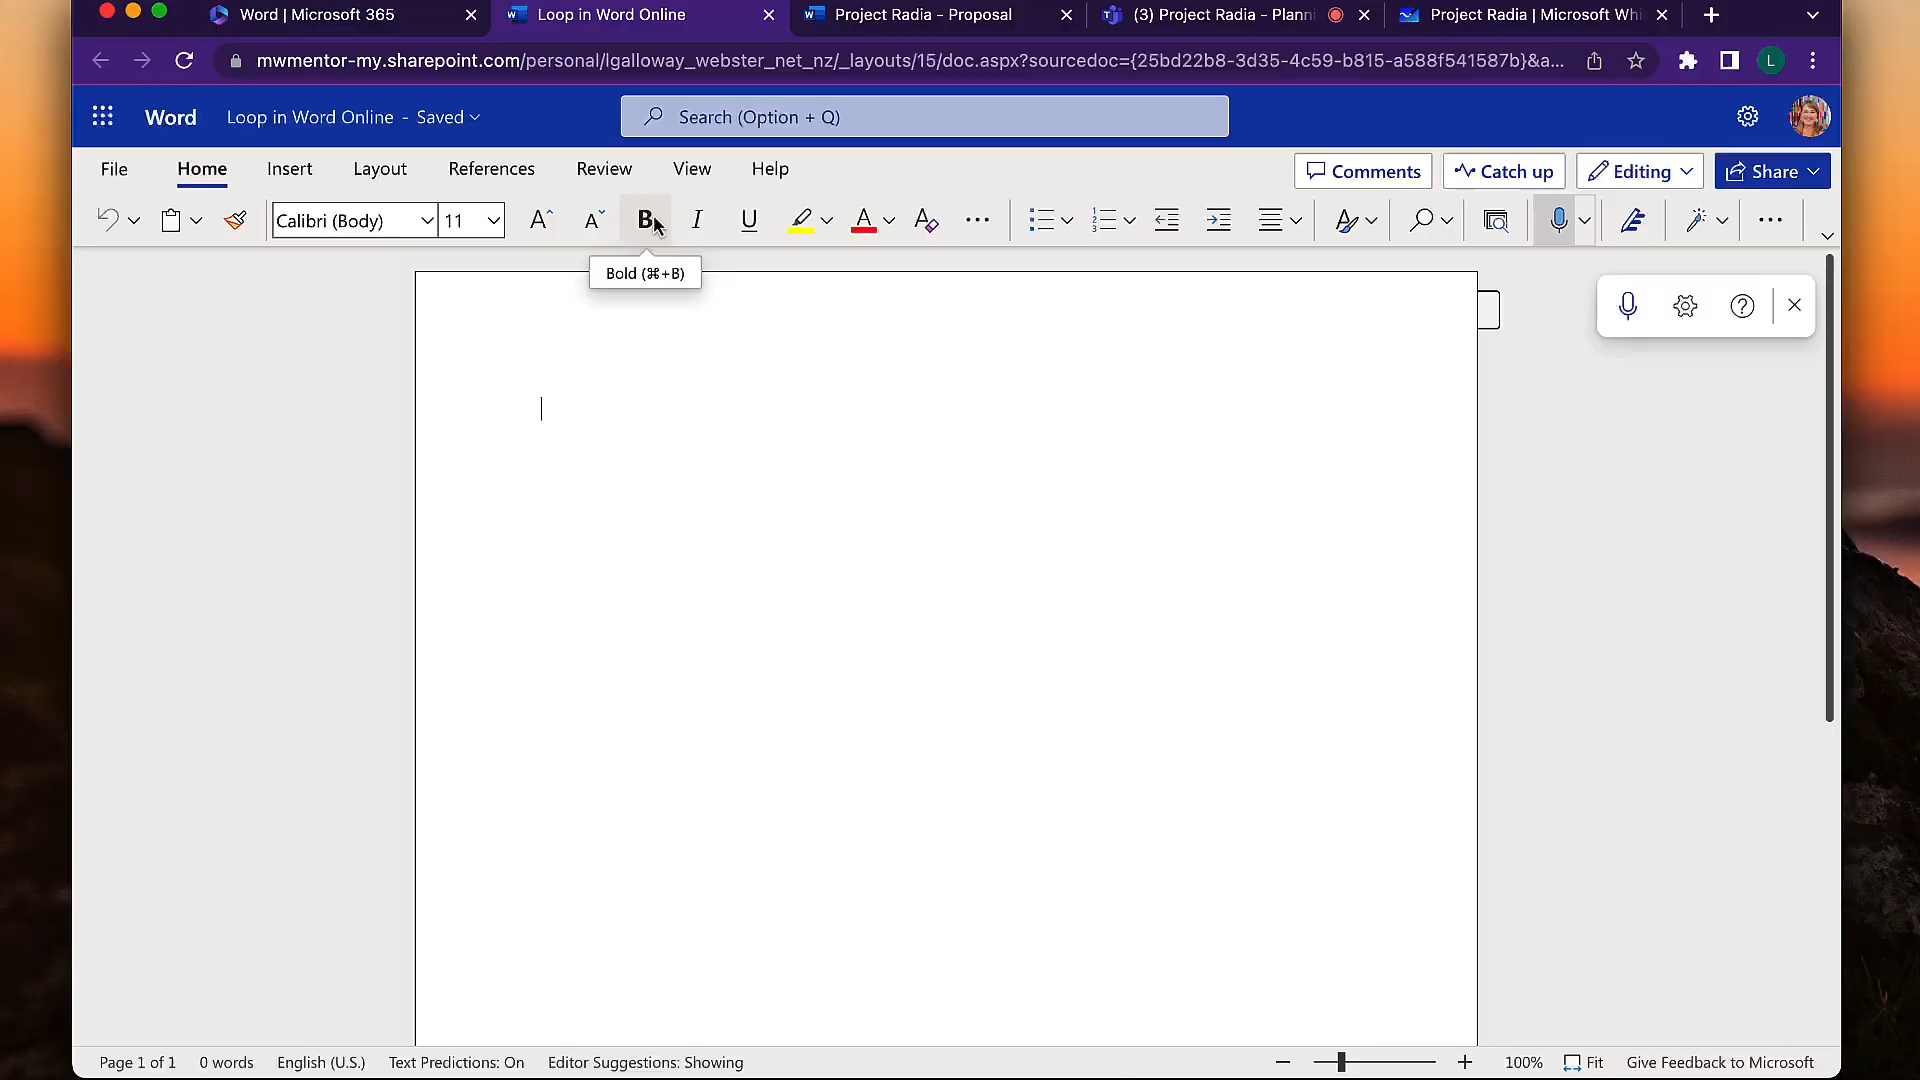 Word | Microsoft 365
Loop in Word Online
Project Radia - Proposal
(3) Project Radia - Planni
Project Radia | Microsoft Whi
mwmentor-my.sharepoint.com/personal/lgalloway_webster_net_nz/_layouts/15/doc.aspx?sourcedoc={25bd22b8-3d35-4c59-b815-a588f541587b}&a...
L
Word
Loop in Word Online - Saved
Search (Option + Q)
File
Home
Insert
Layout
References
Review
View
Help
Comments
Catch up
Editing
Share
Calibri (Body)
11
Bold (⌘+B)
Page 1 of 1
0 words
English (U.S.)
Text Predictions: On
Editor Suggestions: Showing
100%
Fit
Give Feedback to Microsoft